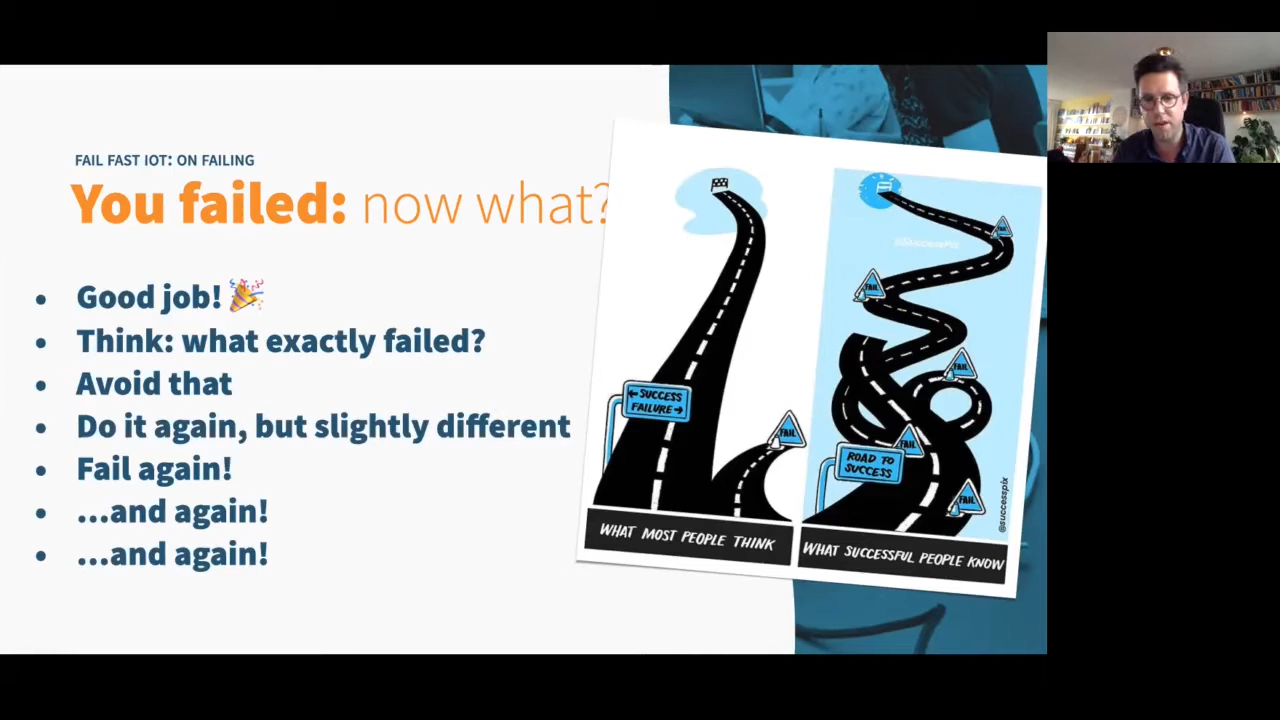 FAIL FAST IOT: ON FAILING
You failed: now what?
Good job! 🎉
Think: what exactly failed?
Avoid that
Do it again, but slightly different
Fail again!
...and again!
...and again!
←SUCCESS
FAILURE→
FAIL
WHAT MOST PEOPLE THINK
FAIL
@SuccessPix
FAIL
FAIL
FAIL
ROAD TO
SUCCESS
FAIL
@successpix
WHAT SUCCESSFUL PEOPLE KNOW